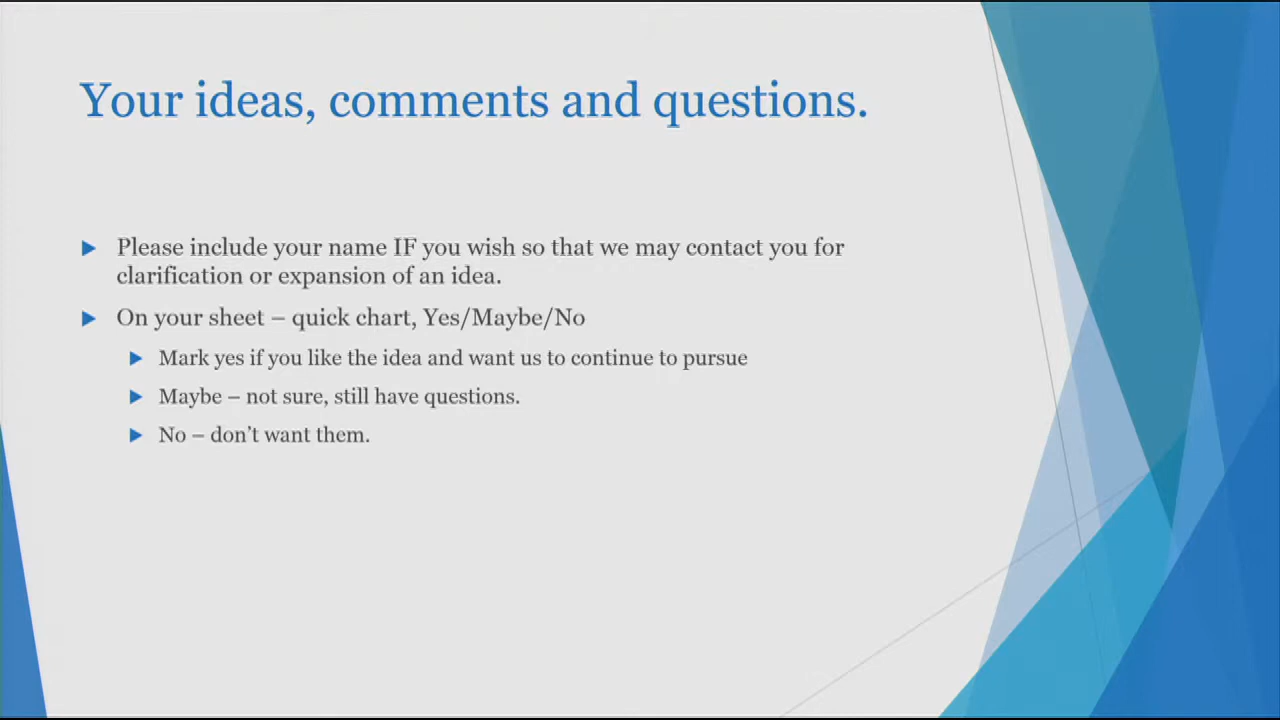 Your ideas, comments and questions.
Please include your name IF you wish so that we may contact you for
clarification or expansion of an idea.
On your sheet – quick chart, Yes/Maybe/No
Mark yes if you like the idea and want us to continue to pursue
Maybe – not sure, still have questions.
No – don’t want them.